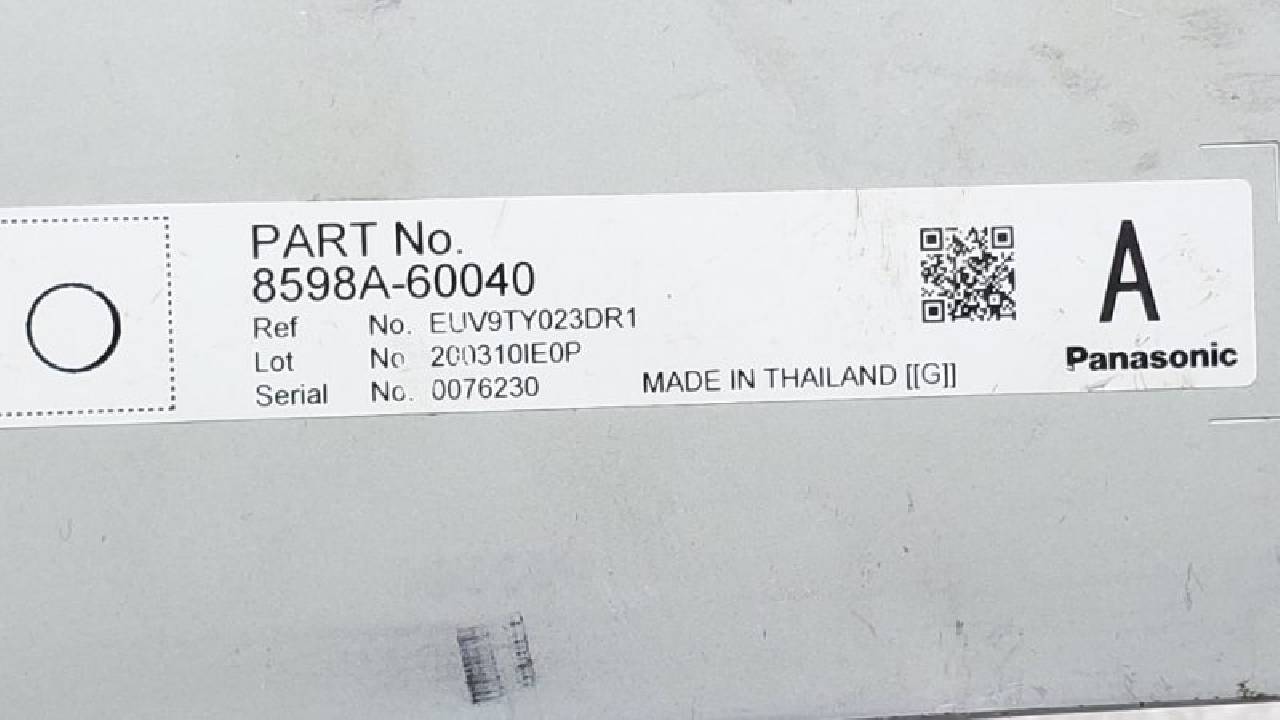 PART No.
8598A-60040
Ref No. EUV9TY023DR1
Lot No. 200310IE0P
Serial No. 0076230
MADE IN THAILAND [[G]]
A
Panasonic